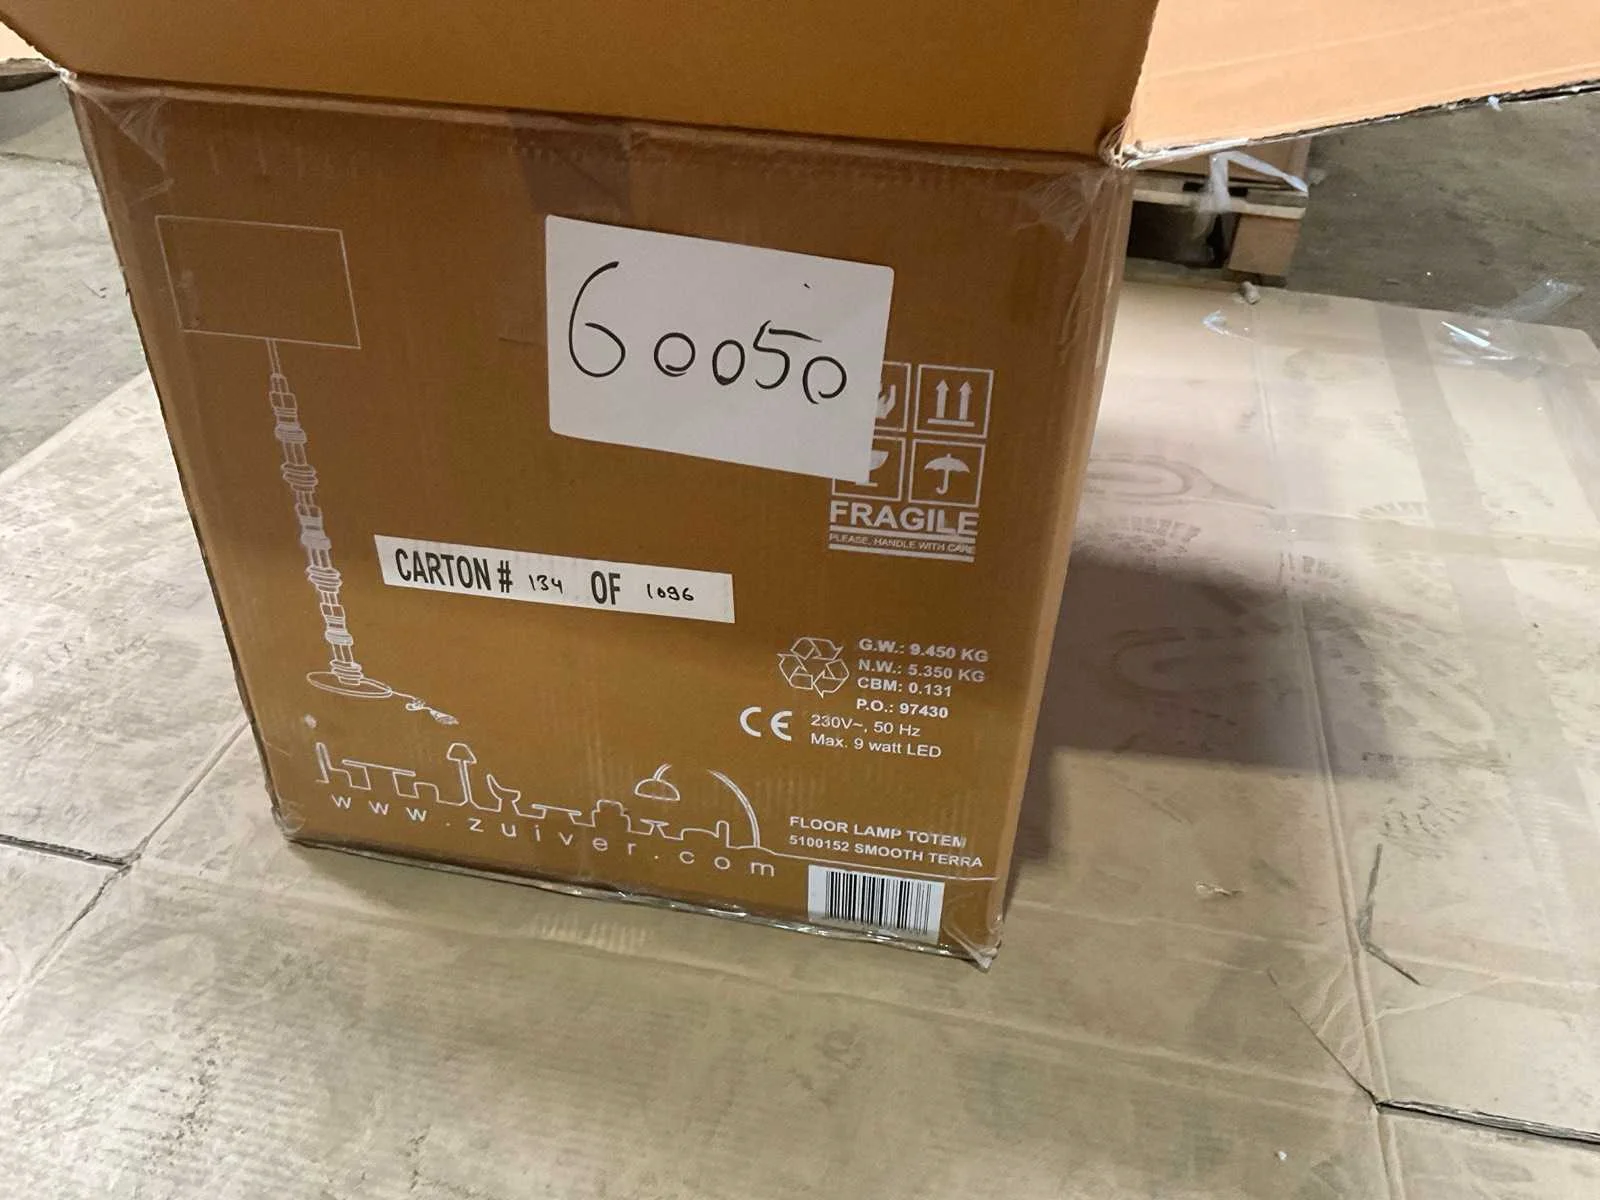 60050
FRAGILE
PLEASE, HANDLE WITH CARE
CARTON # 134 OF 1096
G.W.: 9.450 KG
N.W.: 5.350 KG
CBM: 0.131
P.O.: 97430
CE
230V~, 50 Hz
Max. 9 watt LED
www.zuiver.com
FLOOR LAMP TOTEM
5100152 SMOOTH TERRA